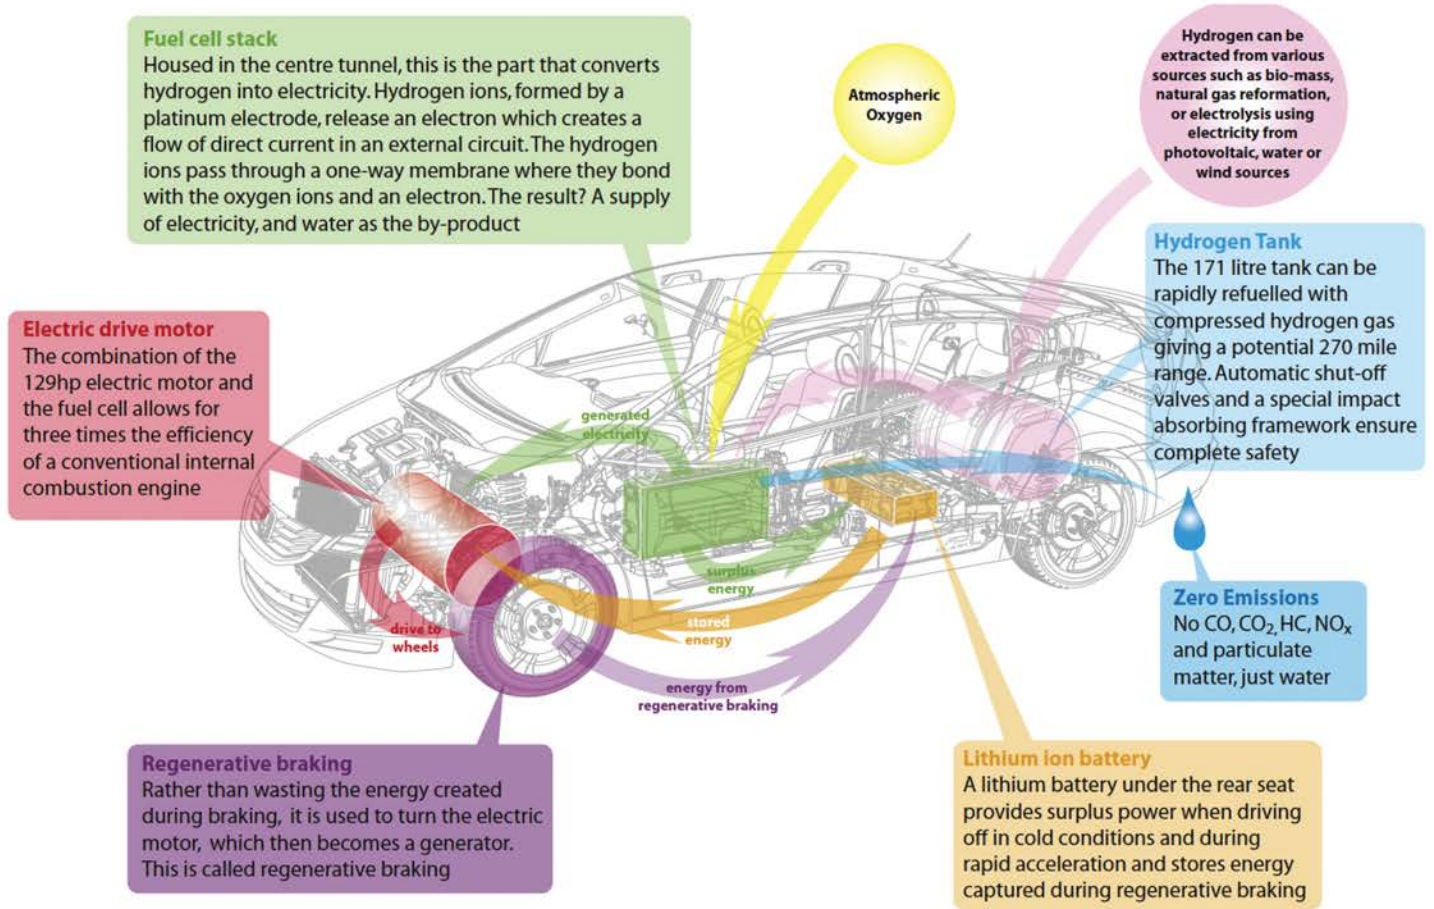 Fuel cell stack
Housed in the centre tunnel, this is the part that converts
hydrogen into electricity. Hydrogen ions, formed by a
platinum electrode, release an electron which creates a
flow of direct current in an external circuit. The hydrogen
ions pass through a one-way membrane where they bond
with the oxygen ions and an electron. The result? A supply
of electricity, and water as the by-product
Atmospheric
Oxygen
Hydrogen can be
extracted from various
sources such as bio-mass,
natural gas reformation,
or electrolysis using
electricity from
photovoltaic, water or
wind sources
Hydrogen Tank
The 171 litre tank can be
rapidly refuelled with
compressed hydrogen gas
giving a potential 270 mile
range. Automatic shut-off
valves and a special impact
absorbing framework ensure
complete safety
Electric drive motor
The combination of the
129hp electric motor and
the fuel cell allows for
three times the efficiency
of a conventional internal
combustion engine
generated
electricity
surplus
energy
stored
energy
drive to
wheels
energy from
regenerative braking
Zero Emissions
No CO, CO₂, HC, NOₓ
and particulate
matter, just water
Regenerative braking
Rather than wasting the energy created
during braking, it is used to turn the electric
motor, which then becomes a generator.
This is called regenerative braking
Lithium ion battery
A lithium battery under the rear seat
provides surplus power when driving
off in cold conditions and during
rapid acceleration and stores energy
captured during regenerative braking